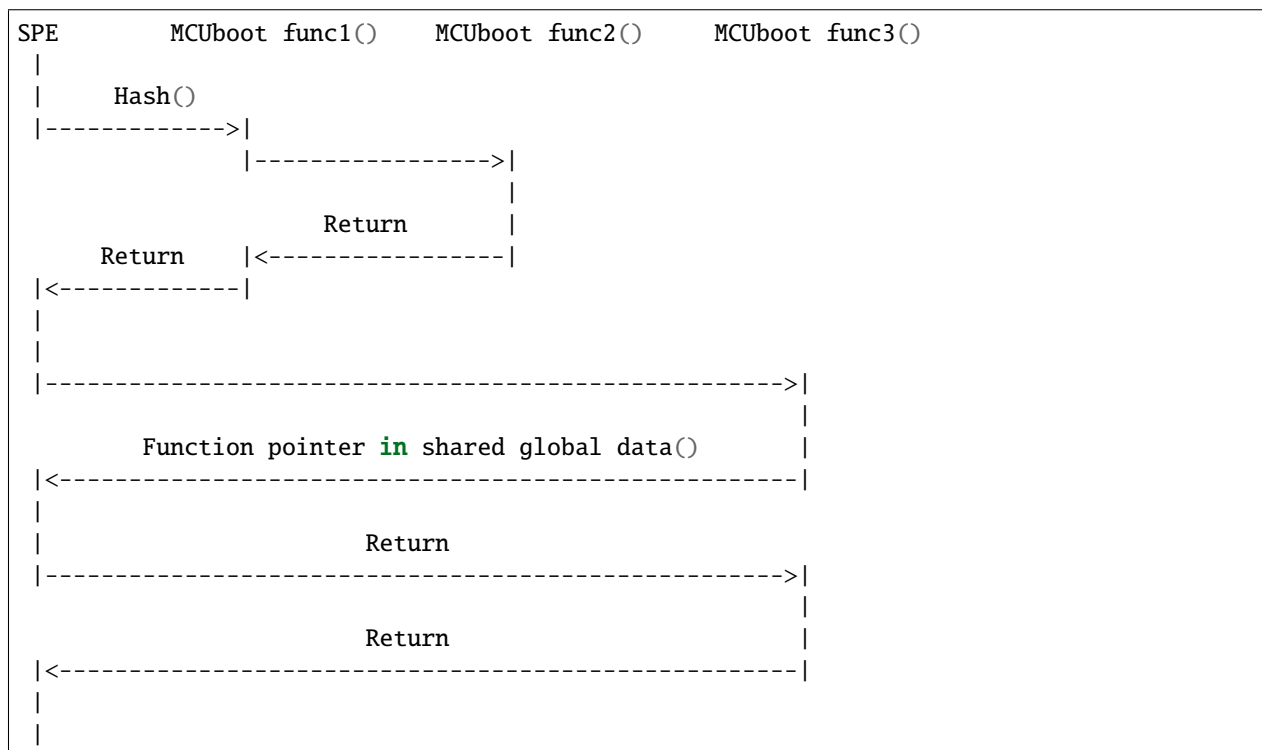 SPE         MCUboot func1()     MCUboot func2()      MCUboot func3()
 |
 |      Hash()
 |------------->|
                |----------------->|
                                   |
                      Return       |
       Return   |<-----------------|
 |<-------------|
 |
 |
 |----------------------------------------------------->|
                                                        |
        Function pointer in shared global data()        |
 |<-----------------------------------------------------|
 |
 |                       Return
 |----------------------------------------------------->|
                                                        |
                         Return                         |
 |<-----------------------------------------------------|
 |
 |